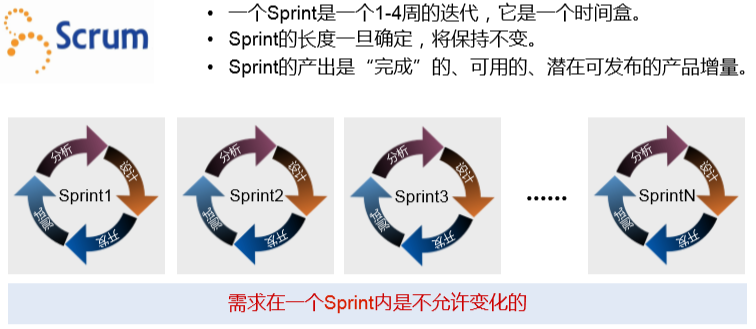 Scrum
• 一个Sprint是一个1-4周的迭代，它是一个时间盒。
• Sprint的长度一旦确定，将保持不变。
• Sprint的产出是“完成”的、可用的、潜在可发布的产品增量。
分析
设计
开发
测试
Sprint1
分析
设计
开发
测试
Sprint2
分析
设计
开发
测试
Sprint3
······
分析
设计
开发
测试
SprintN
需求在一个Sprint内是不允许变化的